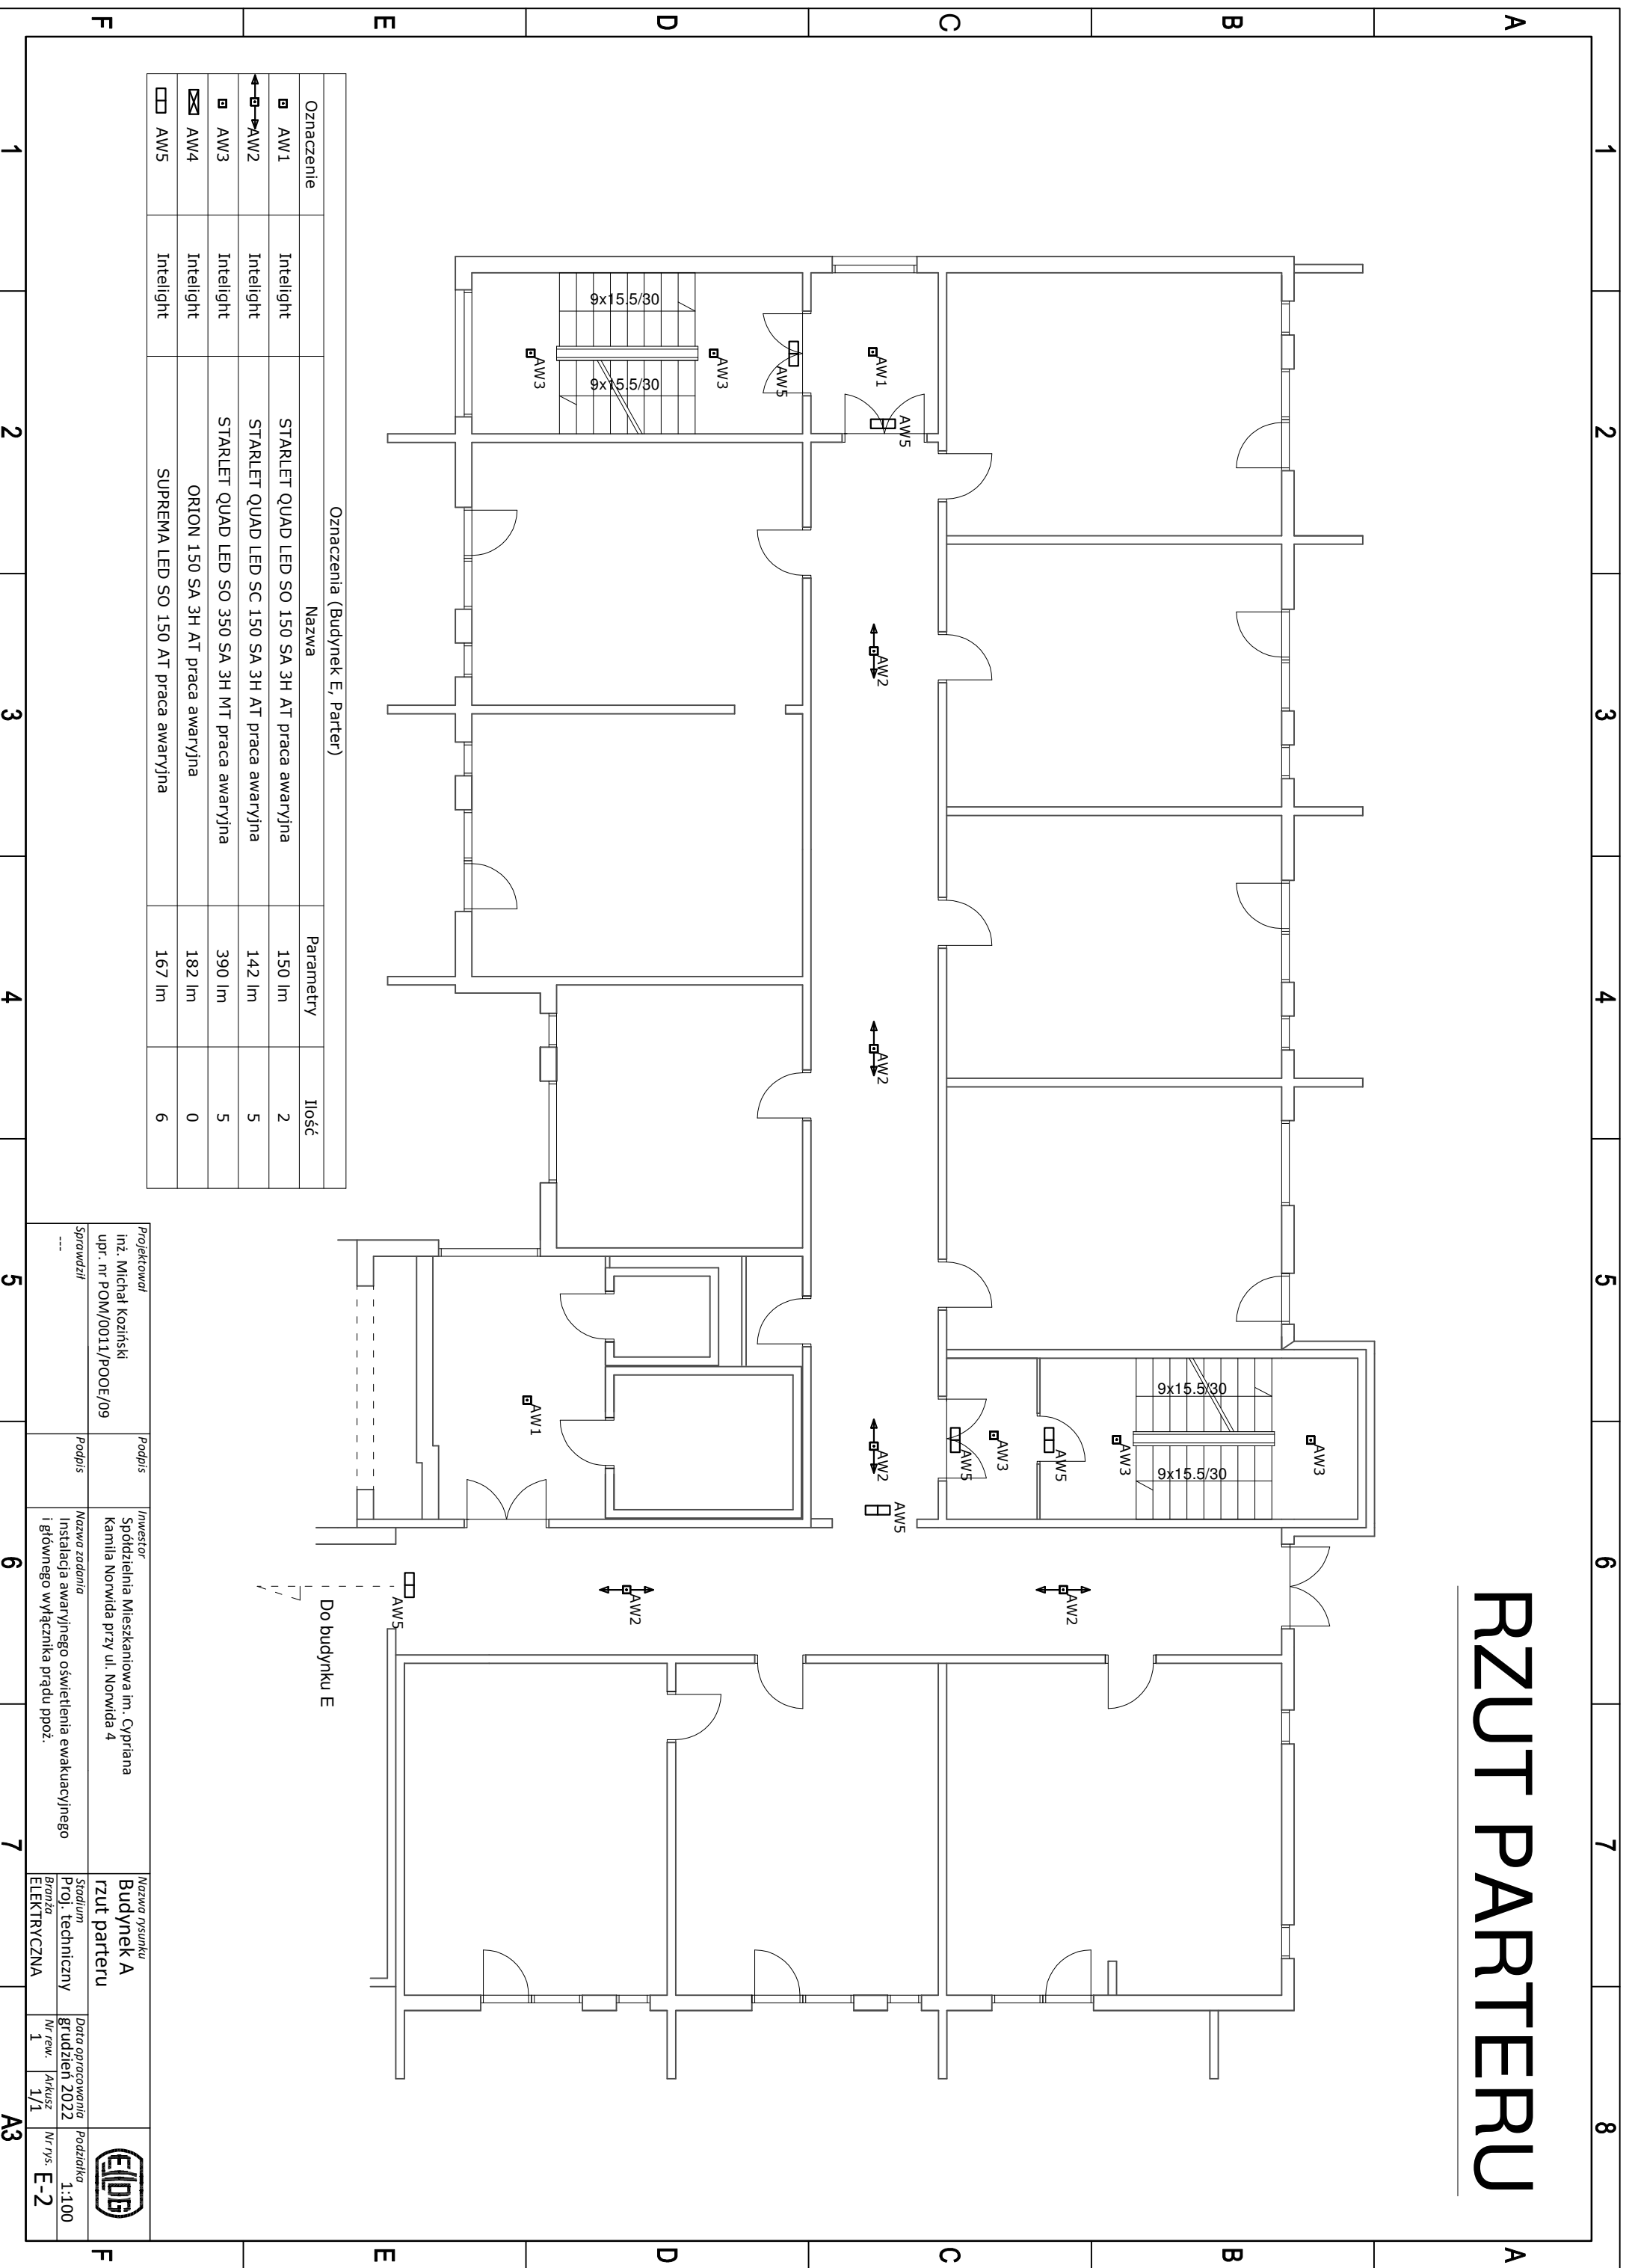 RZUT PARTERU
1 2 3 4 5 6 7 8
A
B
C
D
E
F
A
B
C
D
E
F
1 2 3 4 5 6 7 A3
9x15.5/30
9x15.5/30
AW3
AW3
AW5
AW1
AW5
AW2
AW2
AW2
AW5
9x15.5/30
9x15.5/30
AW3
AW3
AW5
AW3
AW5
AW1
AW2
AW2
AW5
Do budynku E
Oznaczenia (Budynek E, Parter)
Oznaczenie Nazwa Parametry Ilość
AW1 Intelight STARLET QUAD LED SO 150 SA 3H AT praca awaryjna 150 lm 2
AW2 Intelight STARLET QUAD LED SC 150 SA 3H AT praca awaryjna 142 lm 5
AW3 Intelight STARLET QUAD LED SO 350 SA 3H MT praca awaryjna 390 lm 5
AW4 Intelight ORION 150 SA 3H AT praca awaryjna 182 lm 0
AW5 Intelight SUPREMA LED SO 150 AT praca awaryjna 167 lm 6
Projektował
inż. Michał Koziński
upr. nr POM/0011/POOE/09
Podpis
Sprawdził
---
Podpis
Inwestor
Spółdzielnia Mieszkaniowa im. Cypriana
Kamila Norwida przy ul. Norwida 4
Nazwa zadania
Instalacja awaryjnego oświetlenia ewakuacyjnego
i głównego wyłącznika prądu ppoż.
Nazwa rysunku
Budynek A
rzut parteru
Stadium
Proj. techniczny
Data opracowania
grudzień 2022
Podziałka
1:100
Branża
ELEKTRYCZNA
Nr rew.
1
Arkusz
1/1
Nr rys. E-2